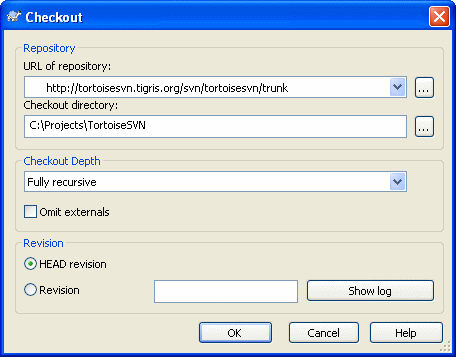 Checkout
Repository
URL of repository:
http://tortoisesvn.tigris.org/svn/tortoisesvn/trunk
...
Checkout directory:
C:\Projects\TortoiseSVN
...
Checkout Depth
Fully recursive
Omit externals
Revision
HEAD revision
Revision
Show log
OK
Cancel
Help